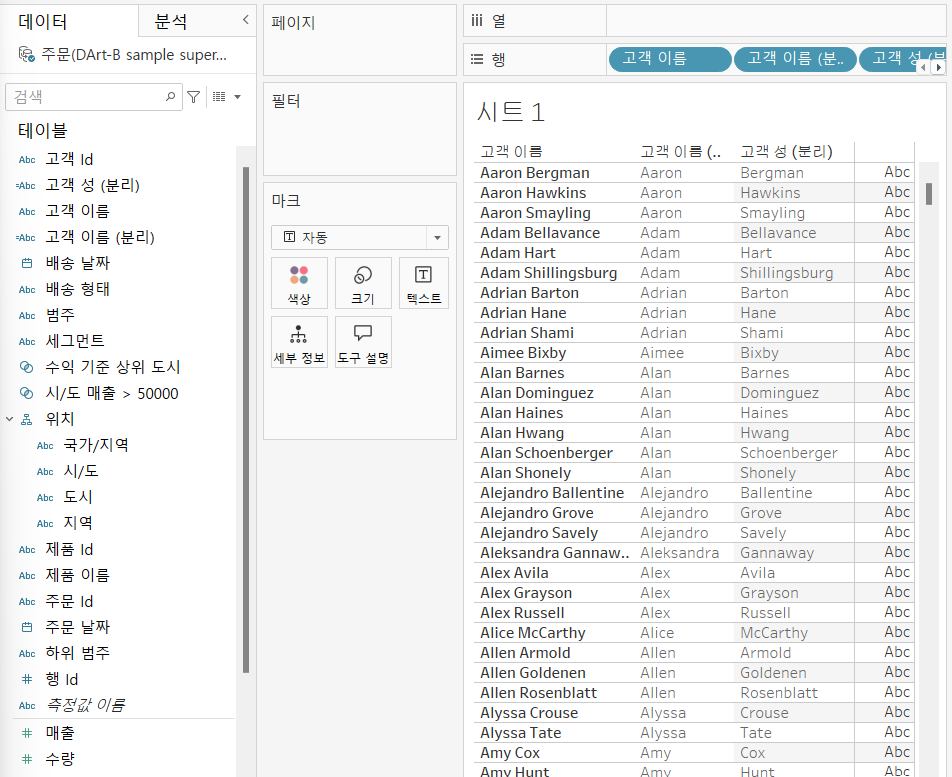 데이터
분석
주문(DArt-B sample super...
검색
테이블
Abc 고객 Id
=Abc 고객 성 (분리)
Abc 고객 이름
=Abc 고객 이름 (분리)
배송 날짜
Abc 배송 형태
Abc 범주
Abc 세그먼트
수익 기준 상위 도시
시/도 매출 > 50000
위치
Abc 국가/지역
Abc 시/도
Abc 도시
Abc 지역
Abc 제품 Id
Abc 제품 이름
Abc 주문 Id
주문 날짜
Abc 하위 범주
# 행 Id
Abc 측정값 이름
# 매출
# 수량
페이지
필터
마크
자동
색상 크기 텍스트
세부 정보 도구 설명
열
행 고객 이름 고객 이름 (분.. 고객 성 (분
시트 1
고객 이름 고객 이름 (.. 고객 성 (분리)
Aaron Bergman Aaron Bergman Abc
Aaron Hawkins Aaron Hawkins Abc
Aaron Smayling Aaron Smayling Abc
Adam Bellavance Adam Bellavance Abc
Adam Hart Adam Hart Abc
Adam Shillingsburg Adam Shillingsburg Abc
Adrian Barton Adrian Barton Abc
Adrian Hane Adrian Hane Abc
Adrian Shami Adrian Shami Abc
Aimee Bixby Aimee Bixby Abc
Alan Barnes Alan Barnes Abc
Alan Dominguez Alan Dominguez Abc
Alan Haines Alan Haines Abc
Alan Hwang Alan Hwang Abc
Alan Schoenberger Alan Schoenberger Abc
Alan Shonely Alan Shonely Abc
Alejandro Ballentine Alejandro Ballentine Abc
Alejandro Grove Alejandro Grove Abc
Alejandro Savely Alejandro Savely Abc
Aleksandra Gannaw.. Aleksandra Gannaway Abc
Alex Avila Alex Avila Abc
Alex Grayson Alex Grayson Abc
Alex Russell Alex Russell Abc
Alice McCarthy Alice McCarthy Abc
Allen Armold Allen Armold Abc
Allen Goldenen Allen Goldenen Abc
Allen Rosenblatt Allen Rosenblatt Abc
Alyssa Crouse Alyssa Crouse Abc
Alyssa Tate Alyssa Tate Abc
Amy Cox Amy Cox Abc
Amy Hunt Amy Hunt Abc